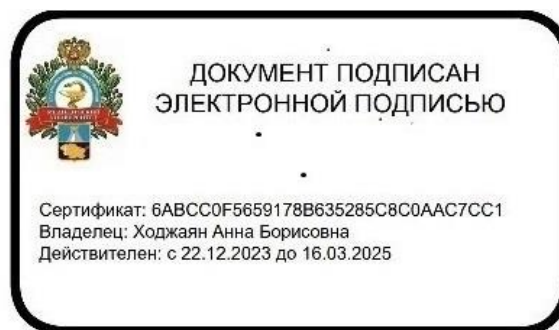 ДОКУМЕНТ ПОДПИСАН
ЭЛЕКТРОННОЙ ПОДПИСЬЮ
Сертификат: 6ABCC0F5659178B635285C8C0AAC7CC1
Владелец: Ходжаян Анна Борисовна
Действителен: с 22.12.2023 до 16.03.2025